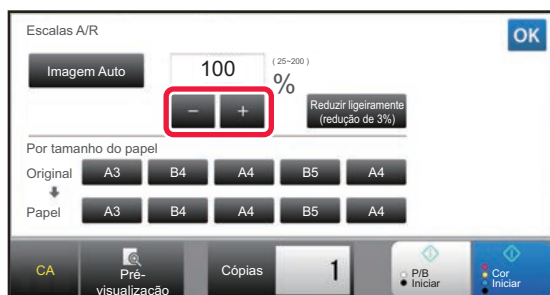 Escalas A/R
OK
Imagem Auto
100
( 25~200 )
%
− +
Reduzir ligeiramente
(redução de 3%)
Por tamanho do papel
Original A3 B4 A4 B5 A4
Papel A3 B4 A4 B5 A4
CA
Pré-
visualização
Cópias
1
P/B
Iniciar
Cor
Iniciar